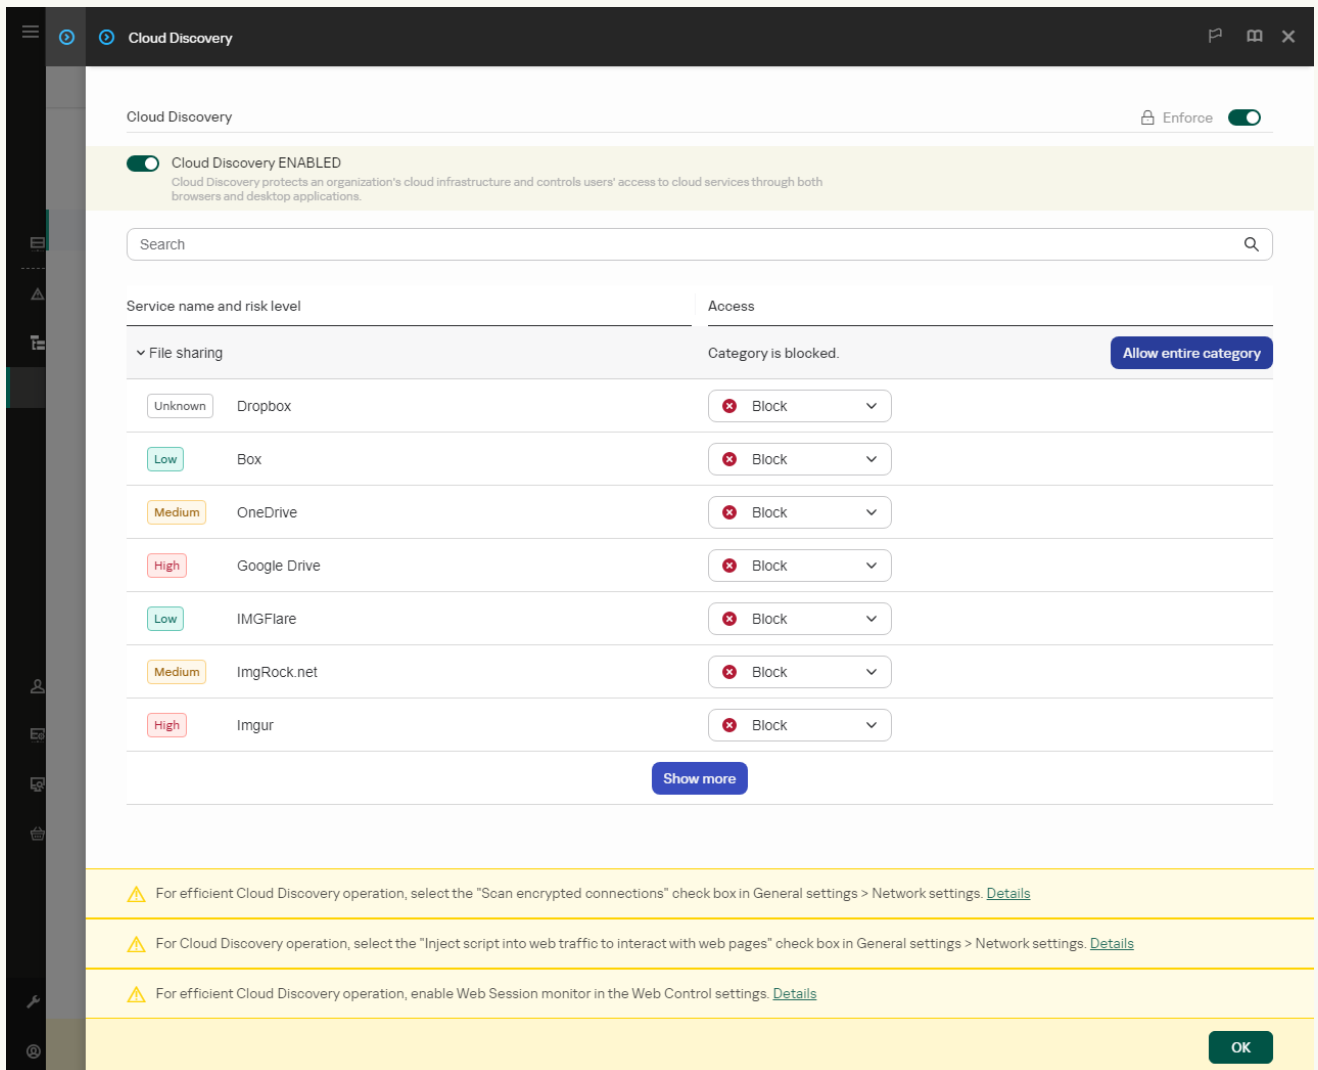 Cloud Discovery
Cloud Discovery
Enforce
Cloud Discovery ENABLED
Cloud Discovery protects an organization's cloud infrastructure and controls users' access to cloud services through both
browsers and desktop applications.
Search
Service name and risk level
Access
File sharing
Category is blocked.
Allow entire category
Unknown Dropbox Block
Low Box Block
Medium OneDrive Block
High Google Drive Block
Low IMGFlare Block
Medium ImgRock.net Block
High Imgur Block
Show more
For efficient Cloud Discovery operation, select the "Scan encrypted connections" check box in General settings > Network settings. Details
For Cloud Discovery operation, select the "Inject script into web traffic to interact with web pages" check box in General settings > Network settings. Details
For efficient Cloud Discovery operation, enable Web Session monitor in the Web Control settings. Details
OK